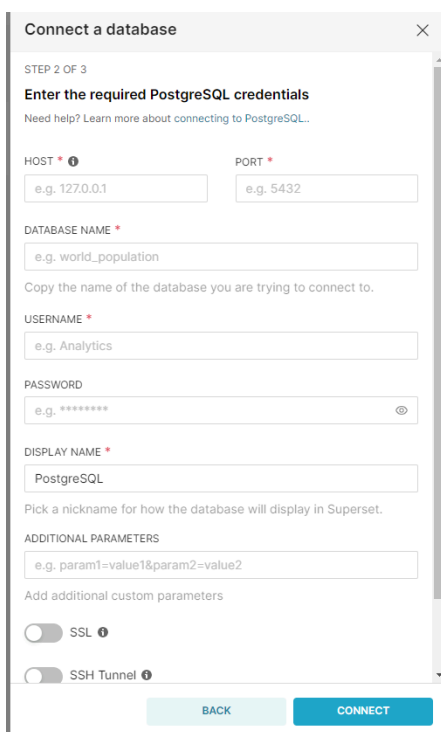 Connect a database
STEP 2 OF 3
Enter the required PostgreSQL credentials
Need help? Learn more about connecting to PostgreSQL..
HOST * PORT *
e.g. 127.0.0.1 e.g. 5432
DATABASE NAME *
e.g. world_population
Copy the name of the database you are trying to connect to.
USERNAME *
e.g. Analytics
PASSWORD
e.g. ********
DISPLAY NAME *
PostgreSQL
Pick a nickname for how the database will display in Superset.
ADDITIONAL PARAMETERS
e.g. param1=value1&param2=value2
Add additional custom parameters
SSL
SSH Tunnel
BACK CONNECT